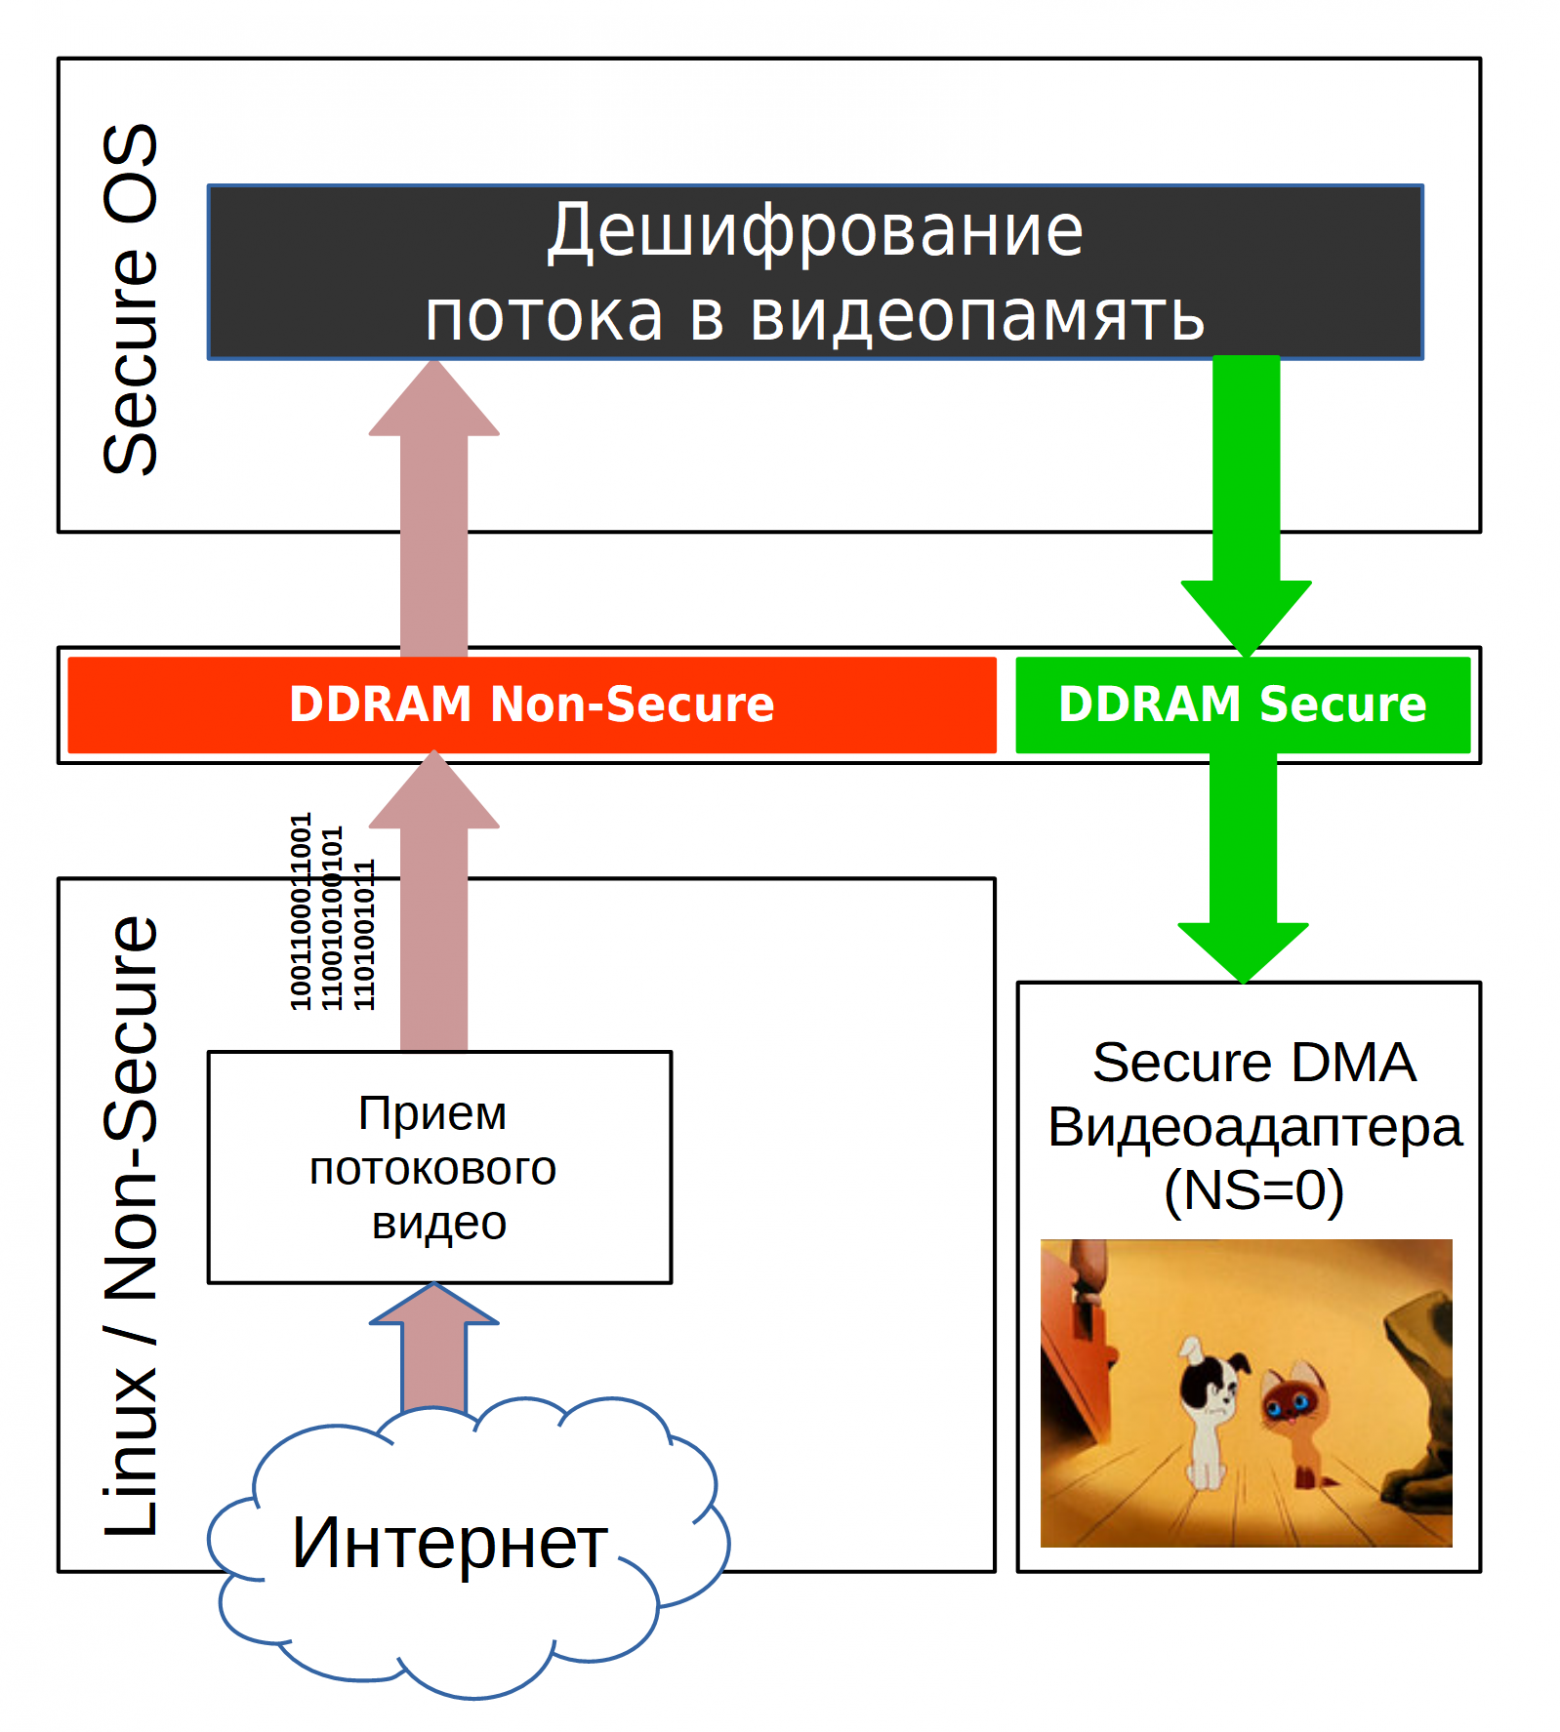 Secure OS
Дешифрование
потока в видеопамять
DDRAM Non-Secure
DDRAM Secure
1001100011001
110010100101
1101001011
Linux / Non-Secure
Прием
потокового
видео
Интернет
Secure DMA
Видеоадаптера
(NS=0)